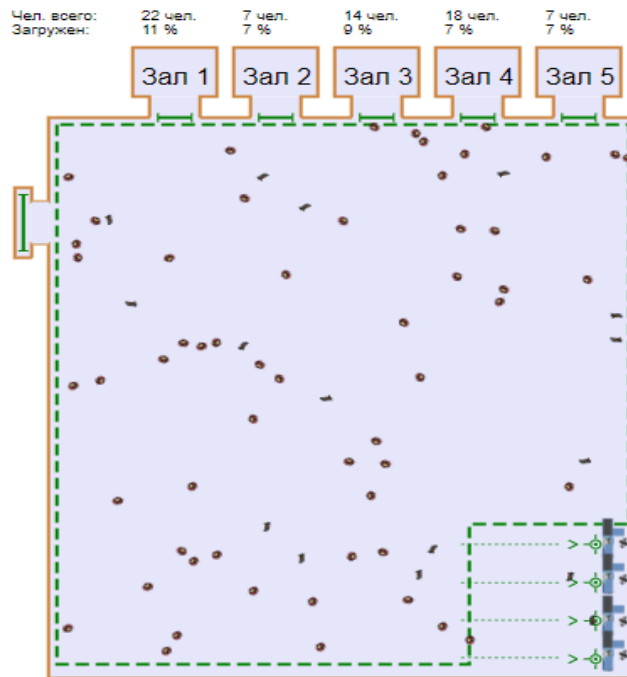 Чел. всего: 22 чел. 7 чел. 14 чел. 18 чел. 7 чел.
Загружен: 11 % 7 % 9 % 7 % 7 %
Зал 1 Зал 2 Зал 3 Зал 4 Зал 5